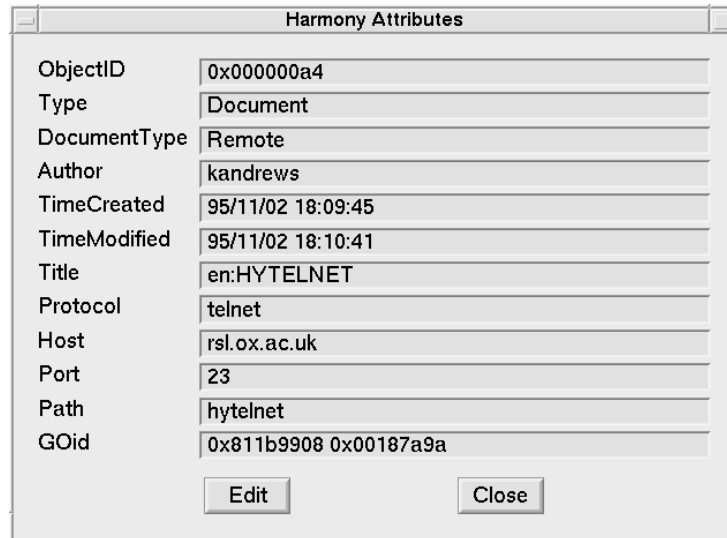 Harmony Attributes
ObjectID 0x000000a4
Type Document
DocumentType Remote
Author kandrews
TimeCreated 95/11/02 18:09:45
TimeModified 95/11/02 18:10:41
Title en:HYTELNET
Protocol telnet
Host rsl.ox.ac.uk
Port 23
Path hytelnet
GOid 0x811b9908 0x00187a9a
Edit Close